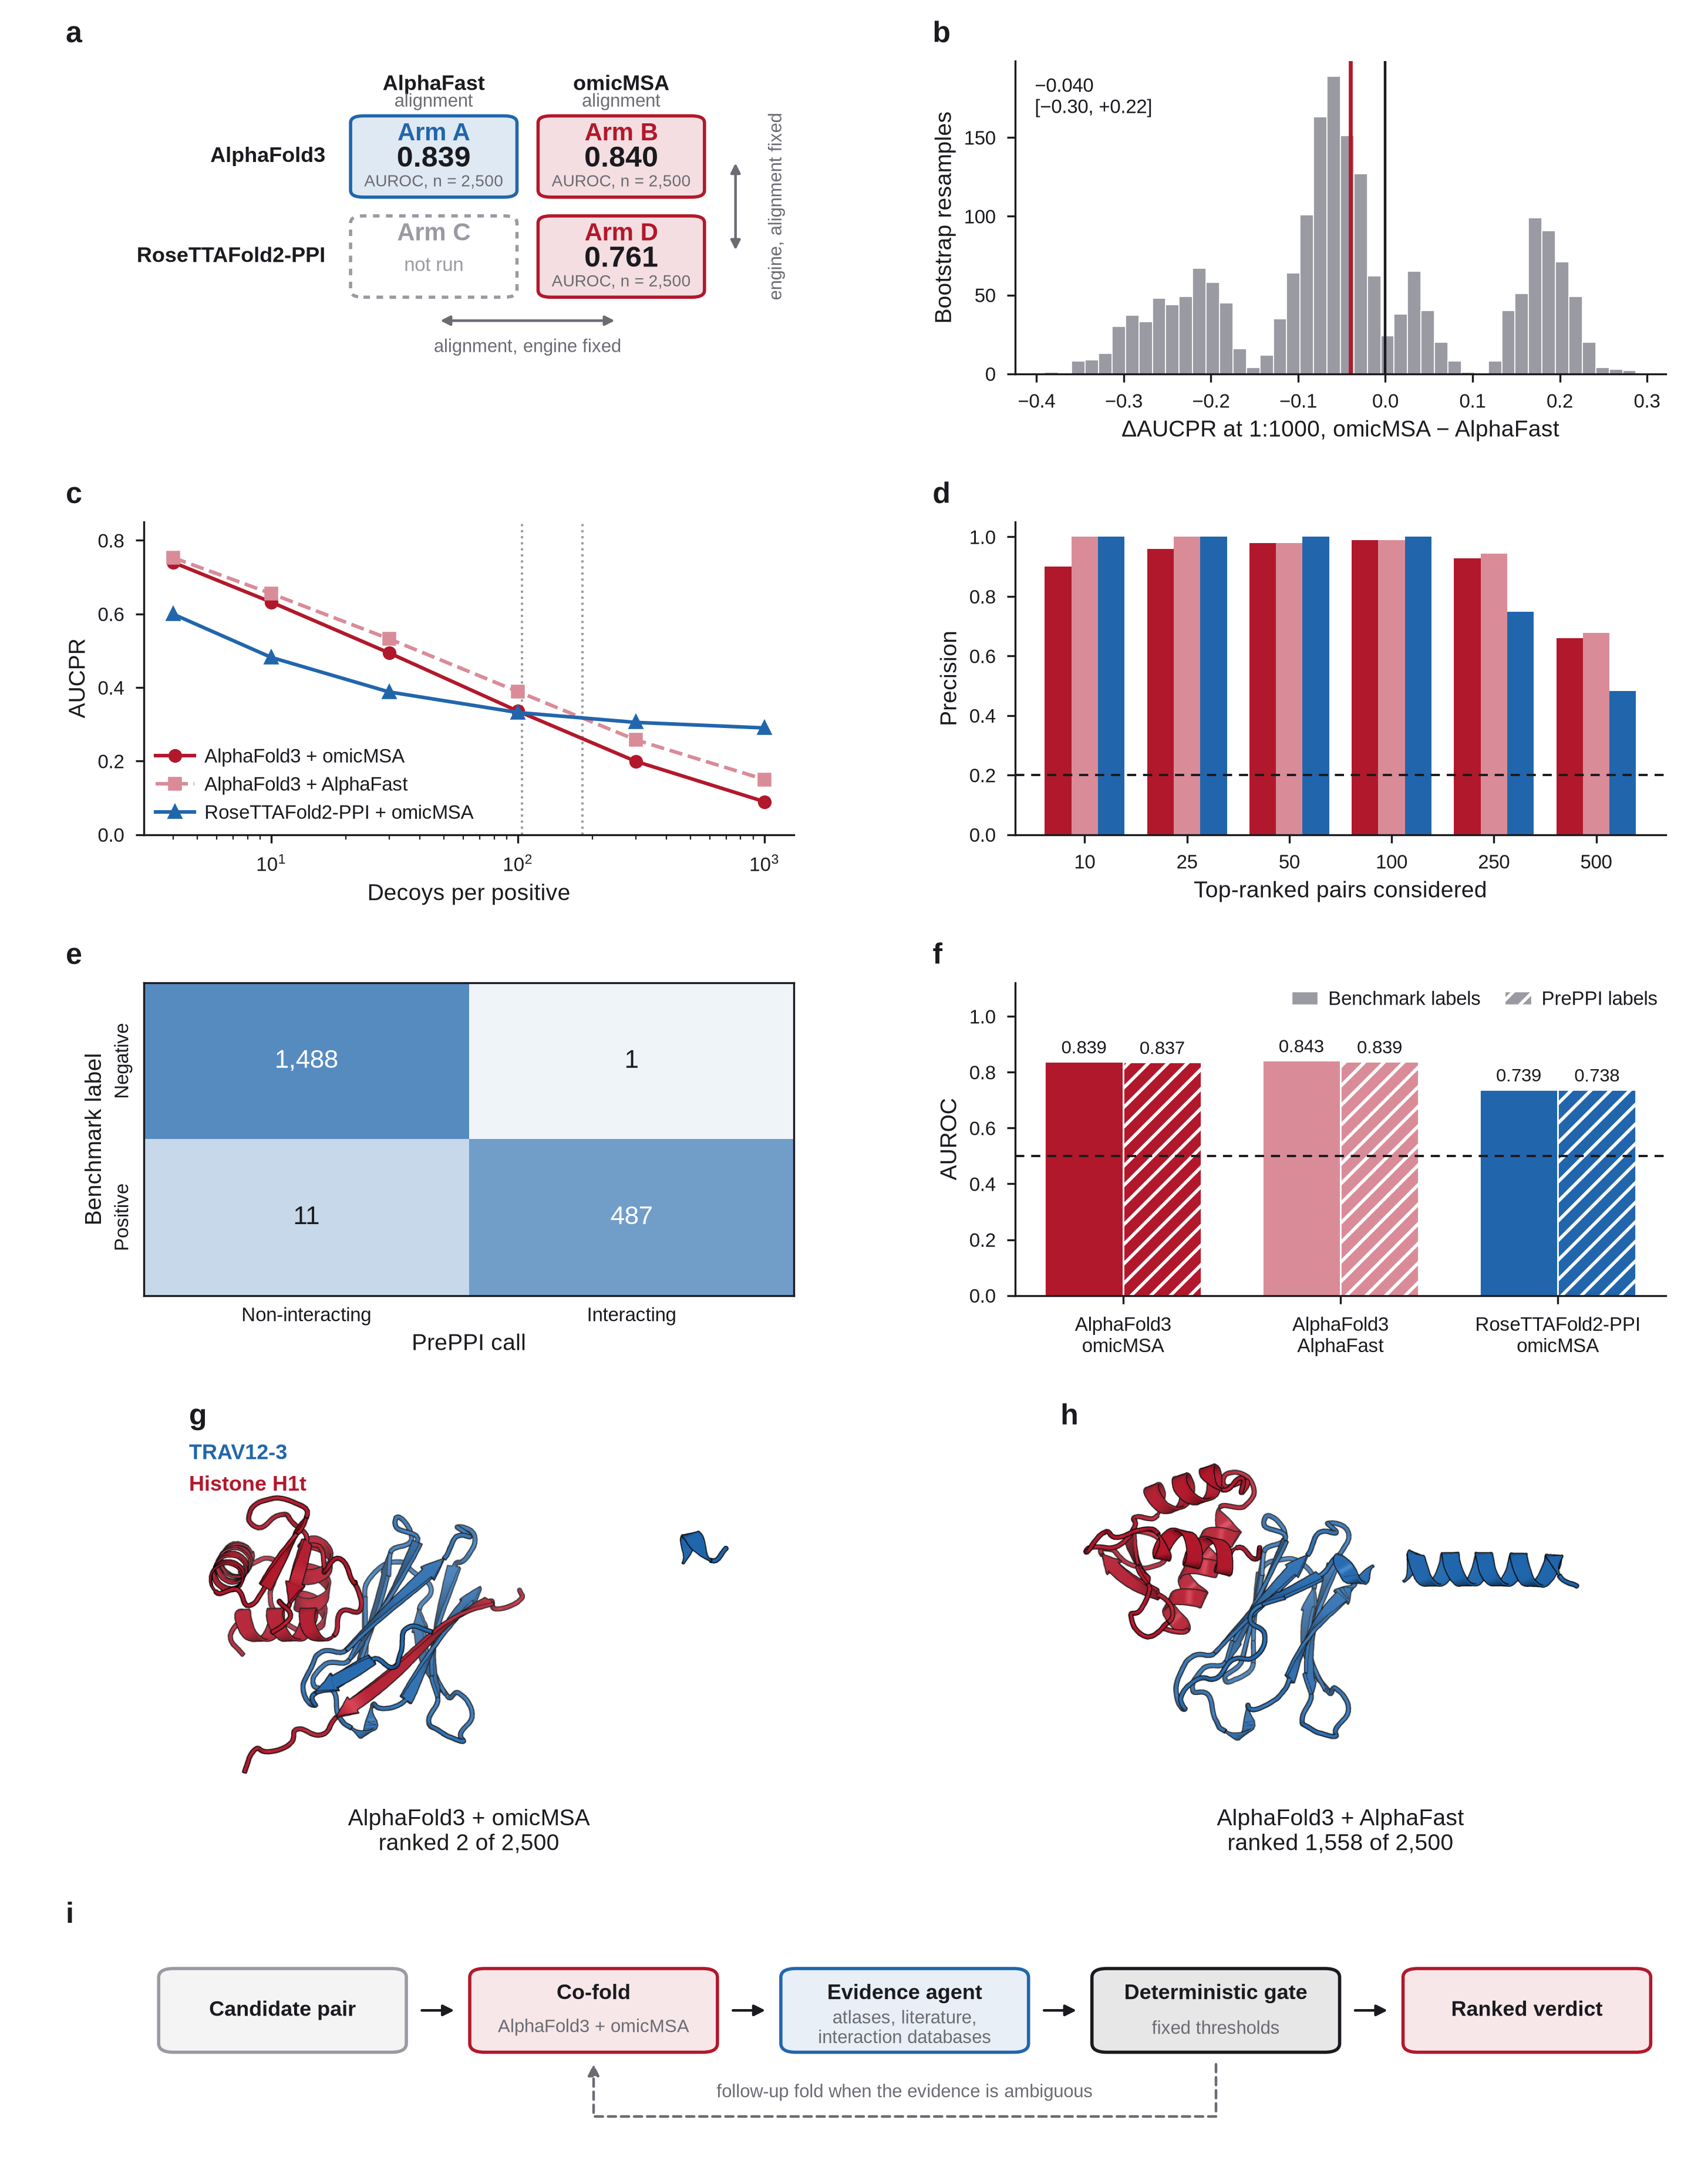 a
AlphaFast
alignment
omicMSA
alignment
AlphaFold3
Arm A
0.839
AUROC, n = 2,500
Arm B
0.840
AUROC, n = 2,500
RoseTTAFold2-PPI
Arm C
not run
Arm D
0.761
AUROC, n = 2,500
engine, alignment fixed
alignment, engine fixed
b
−0.040
[−0.30, +0.22]
Bootstrap resamples
150
100
50
0
−0.4
−0.3
−0.2
−0.1
0.0
0.1
0.2
0.3
ΔAUCPR at 1:1000, omicMSA − AlphaFast
c
AUCPR
0.8
0.6
0.4
0.2
0.0
AlphaFold3 + omicMSA
AlphaFold3 + AlphaFast
RoseTTAFold2-PPI + omicMSA
10¹
10²
10³
Decoys per positive
d
Precision
1.0
0.8
0.6
0.4
0.2
0.0
10
25
50
100
250
500
Top-ranked pairs considered
e
Benchmark label
Negative
Positive
1,488
1
11
487
Non-interacting
Interacting
PrePPI call
f
Benchmark labels
PrePPI labels
AUROC
1.0
0.8
0.6
0.4
0.2
0.0
0.839
0.837
0.843
0.839
0.739
0.738
AlphaFold3
omicMSA
AlphaFold3
AlphaFast
RoseTTAFold2-PPI
omicMSA
g
TRAV12-3
Histone H1t
AlphaFold3 + omicMSA
ranked 2 of 2,500
h
AlphaFold3 + AlphaFast
ranked 1,558 of 2,500
i
Candidate pair
Co-fold
AlphaFold3 + omicMSA
Evidence agent
atlases, literature,
interaction databases
Deterministic gate
fixed thresholds
Ranked verdict
follow-up fold when the evidence is ambiguous